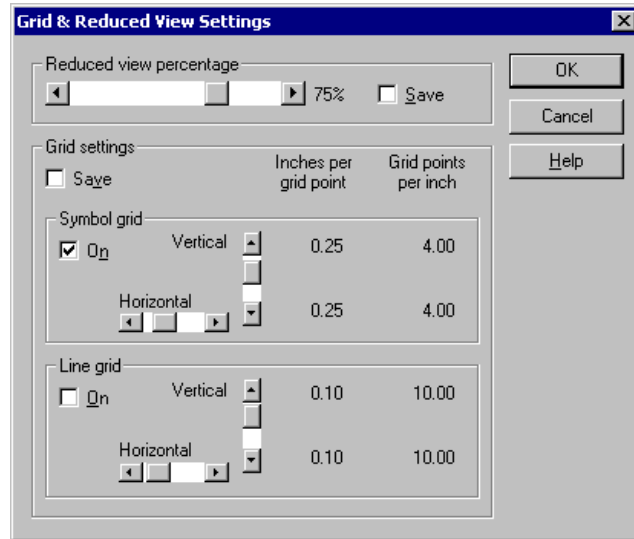 Grid & Reduced View Settings
Reduced view percentage
75% Save
OK
Cancel
Help
Grid settings
Save
Inches per grid point
Grid points per inch
Symbol grid
On
Vertical 0.25 4.00
Horizontal 0.25 4.00
Line grid
On
Vertical 0.10 10.00
Horizontal 0.10 10.00